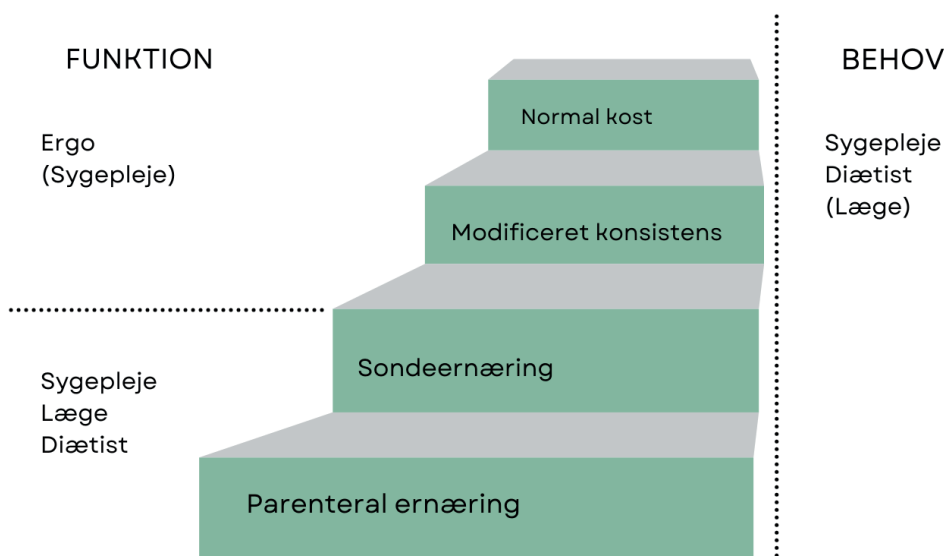 FUNKTION
Ergo
(Sygepleje)
Sygepleje
Læge
Diætist
Normal kost
Modificeret konsistens
Sondeernæring
Parenteral ernæring
BEHOV
Sygepleje
Diætist
(Læge)